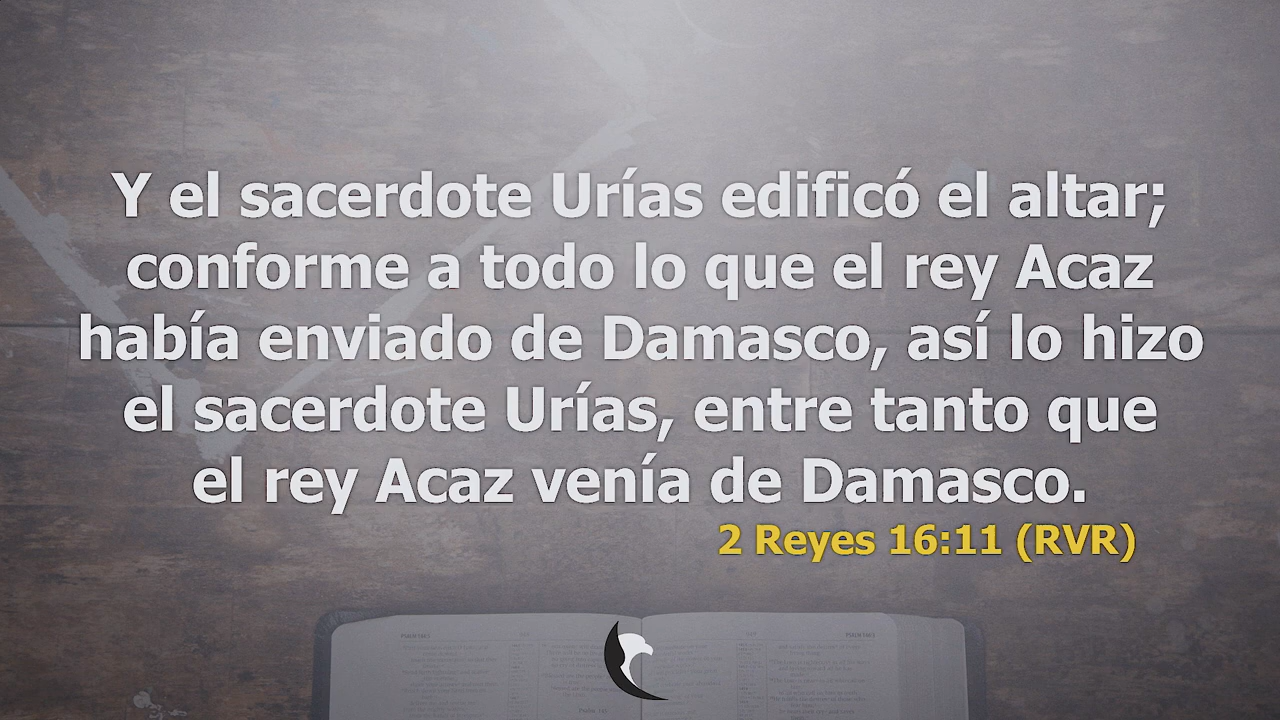 Y el sacerdote Urías edificó el altar;
conforme a todo lo que el rey Acaz
había enviado de Damasco, así lo hizo
el sacerdote Urías, entre tanto que
el rey Acaz venía de Damasco.
2 Reyes 16:11 (RVR)